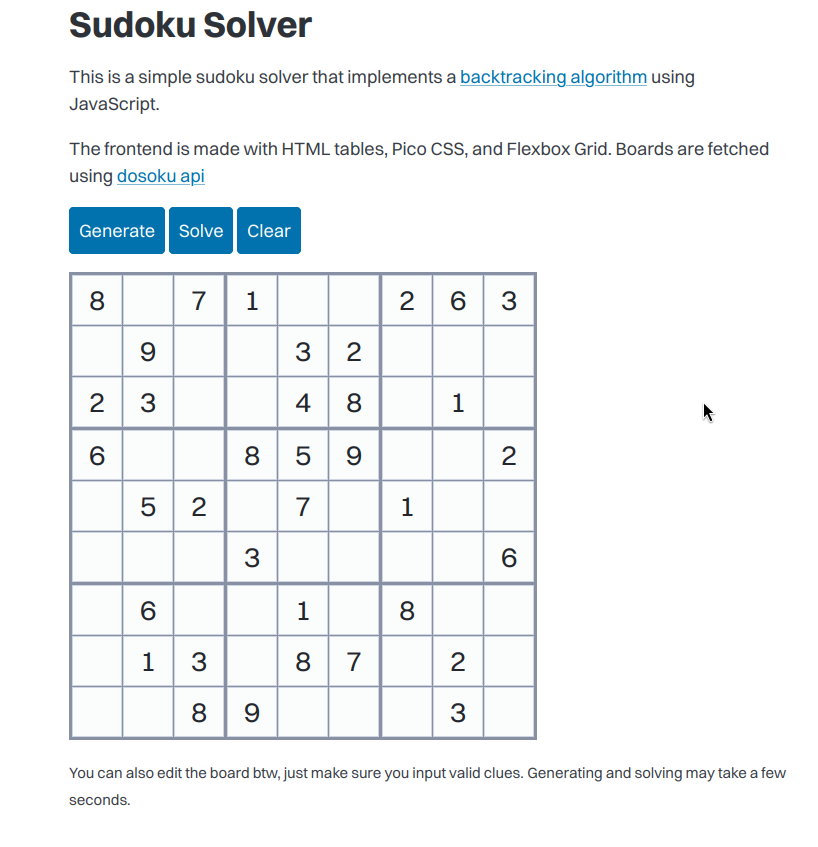 Sudoku Solver
This is a simple sudoku solver that implements a backtracking algorithm using
JavaScript.
The frontend is made with HTML tables, Pico CSS, and Flexbox Grid. Boards are fetched
using dosoku api
Generate Solve Clear
8 7 1 2 6 3
9 3 2
2 3 4 8 1
6 8 5 9 2
5 2 7 1
3 6
6 1 8
1 3 8 7 2
8 9 3
You can also edit the board btw, just make sure you input valid clues. Generating and solving may take a few
seconds.